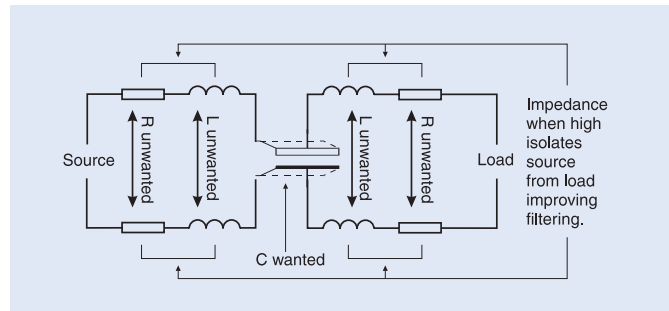 Source
R unwanted
L unwanted
C wanted
L unwanted
R unwanted
Load
Impedance
when high
isolates
source
from load
improving
filtering.